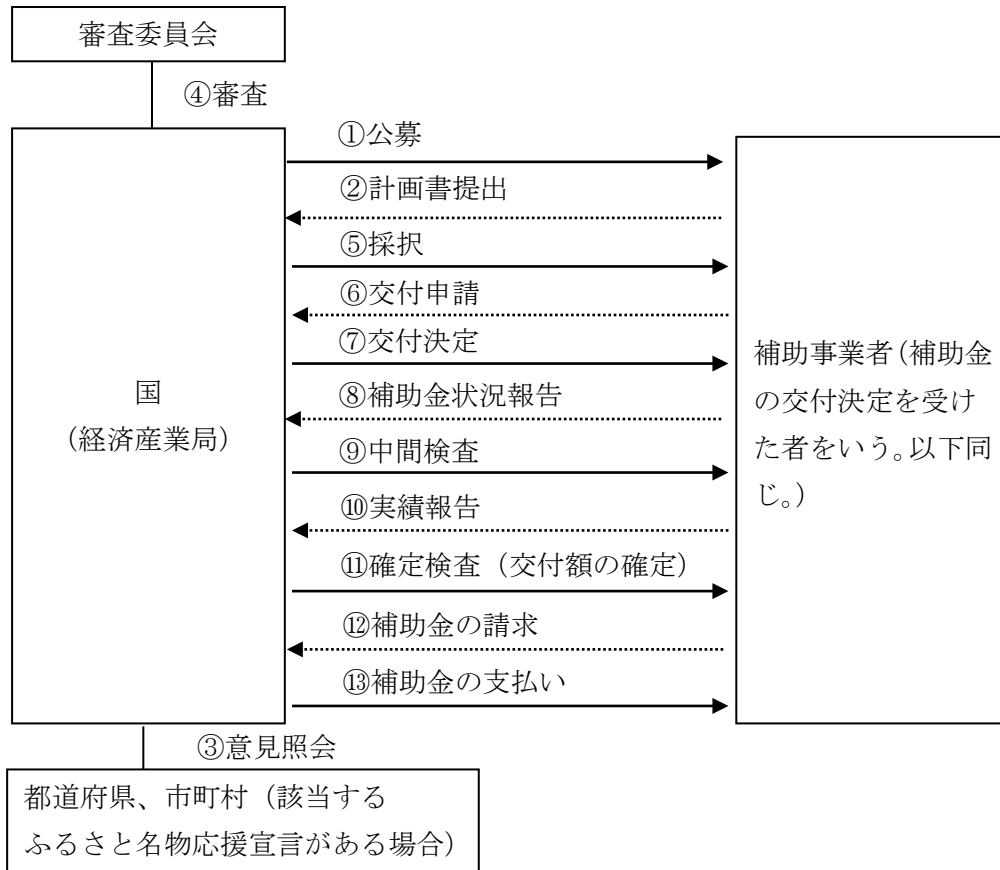 審査委員会
④審査
①公募
②計画書提出
⑤採択
⑥交付申請
⑦交付決定
⑧補助金状況報告
⑨中間検査
⑩実績報告
⑪確定検査（交付額の確定）
⑫補助金の請求
⑬補助金の支払い
国
（経済産業局）
補助事業者（補助金
の交付決定を受け
た者をいう。以下同
じ。）
③意見照会
都道府県、市町村（該当する
ふるさと名物応援宣言がある場合）